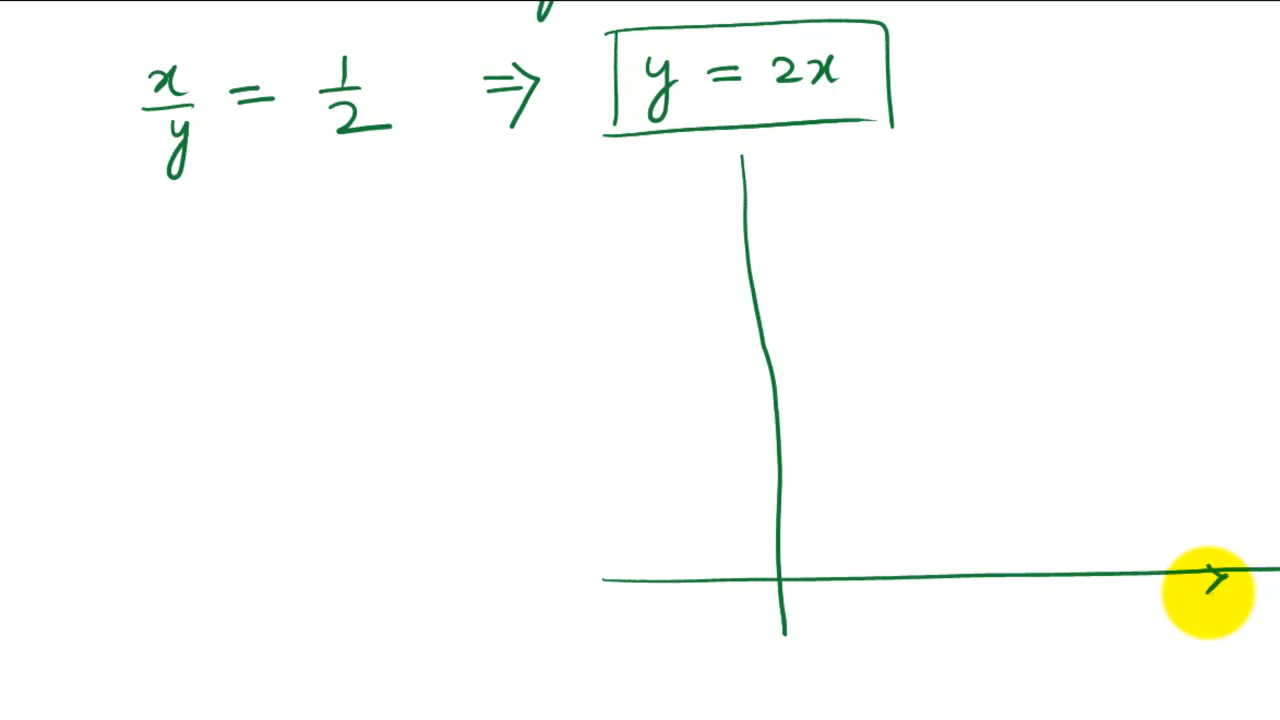 x/y = 1/2 ⇒ y = 2x